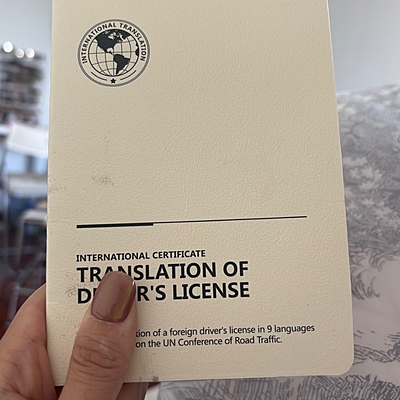 INTERNATIONAL TRANSLATION
INTERNATIONAL CERTIFICATE
TRANSLATION OF
DRIVER'S LICENSE
of a foreign driver's license in 9 languages
on the UN Conference of Road Traffic.